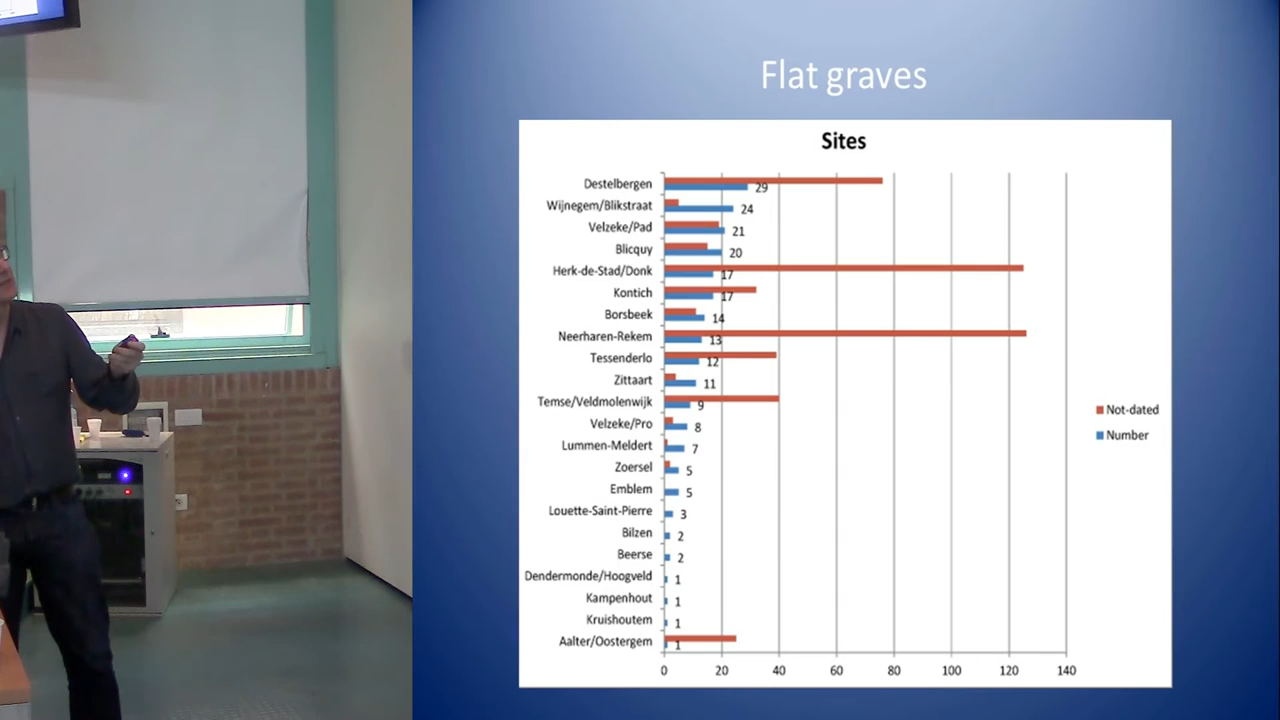 Flat graves
Sites
Destelbergen 29
Wijnegem/Blikstraat 24
Velzeke/Pad 21
Blicquy 20
Herk-de-Stad/Donk 17
Kontich 17
Borsbeek 14
Neerharen-Rekem 13
Tessenderlo 12
Zittaart 11
Temse/Veldmolenwijk 9
Velzeke/Pro 8
Lummen-Meldert 7
Zoersel 5
Emblem 5
Louette-Saint-Pierre 3
Bilzen 2
Beerse 2
Dendermonde/Hoogveld 1
Kampenhout 1
Kruishoutem 1
Aalter/Oostergem 1
0 20 40 60 80 100 120 140
Not-dated
Number